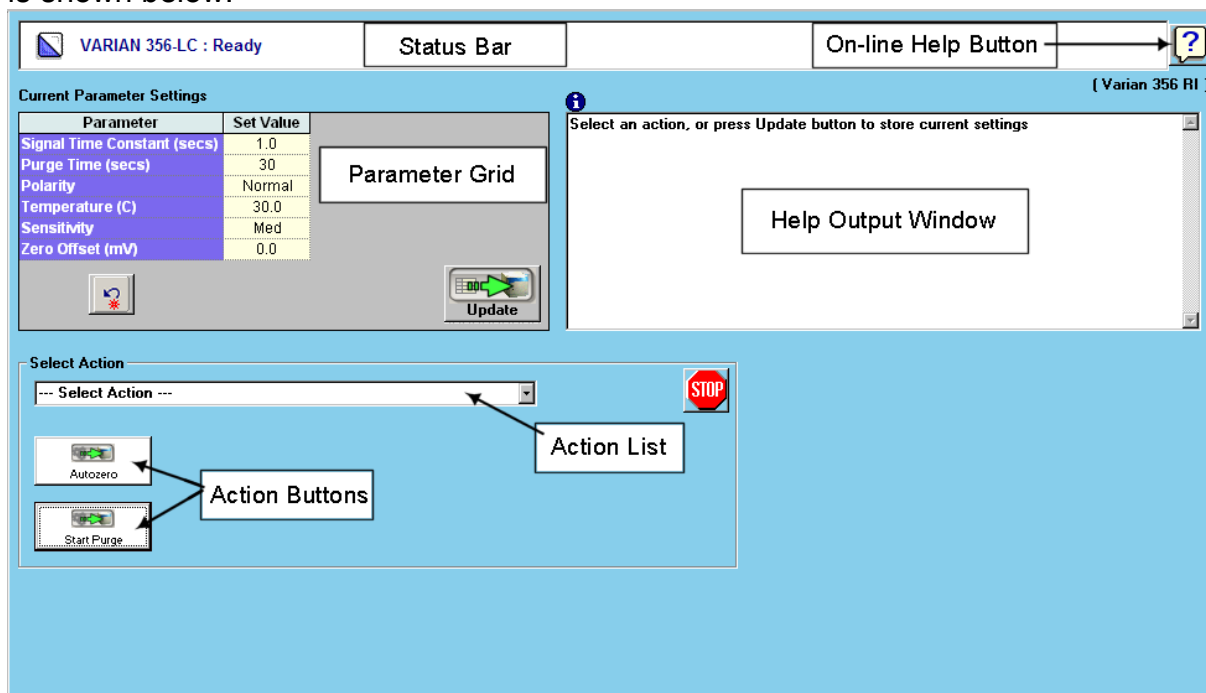 is shown below:
VARIAN 356-LC : Ready
Status Bar
On-line Help Button
?
( Varian 356 RI )
Current Parameter Settings
Parameter Set Value
Signal Time Constant (secs) 1.0
Purge Time (secs) 30
Polarity Normal
Temperature (C) 30.0
Sensitivity Med
Zero Offset (mV) 0.0
Parameter Grid
Update
i
Select an action, or press Update button to store current settings
Help Output Window
Select Action
--- Select Action ---
STOP
Action List
Autozero
Action Buttons
Start Purge